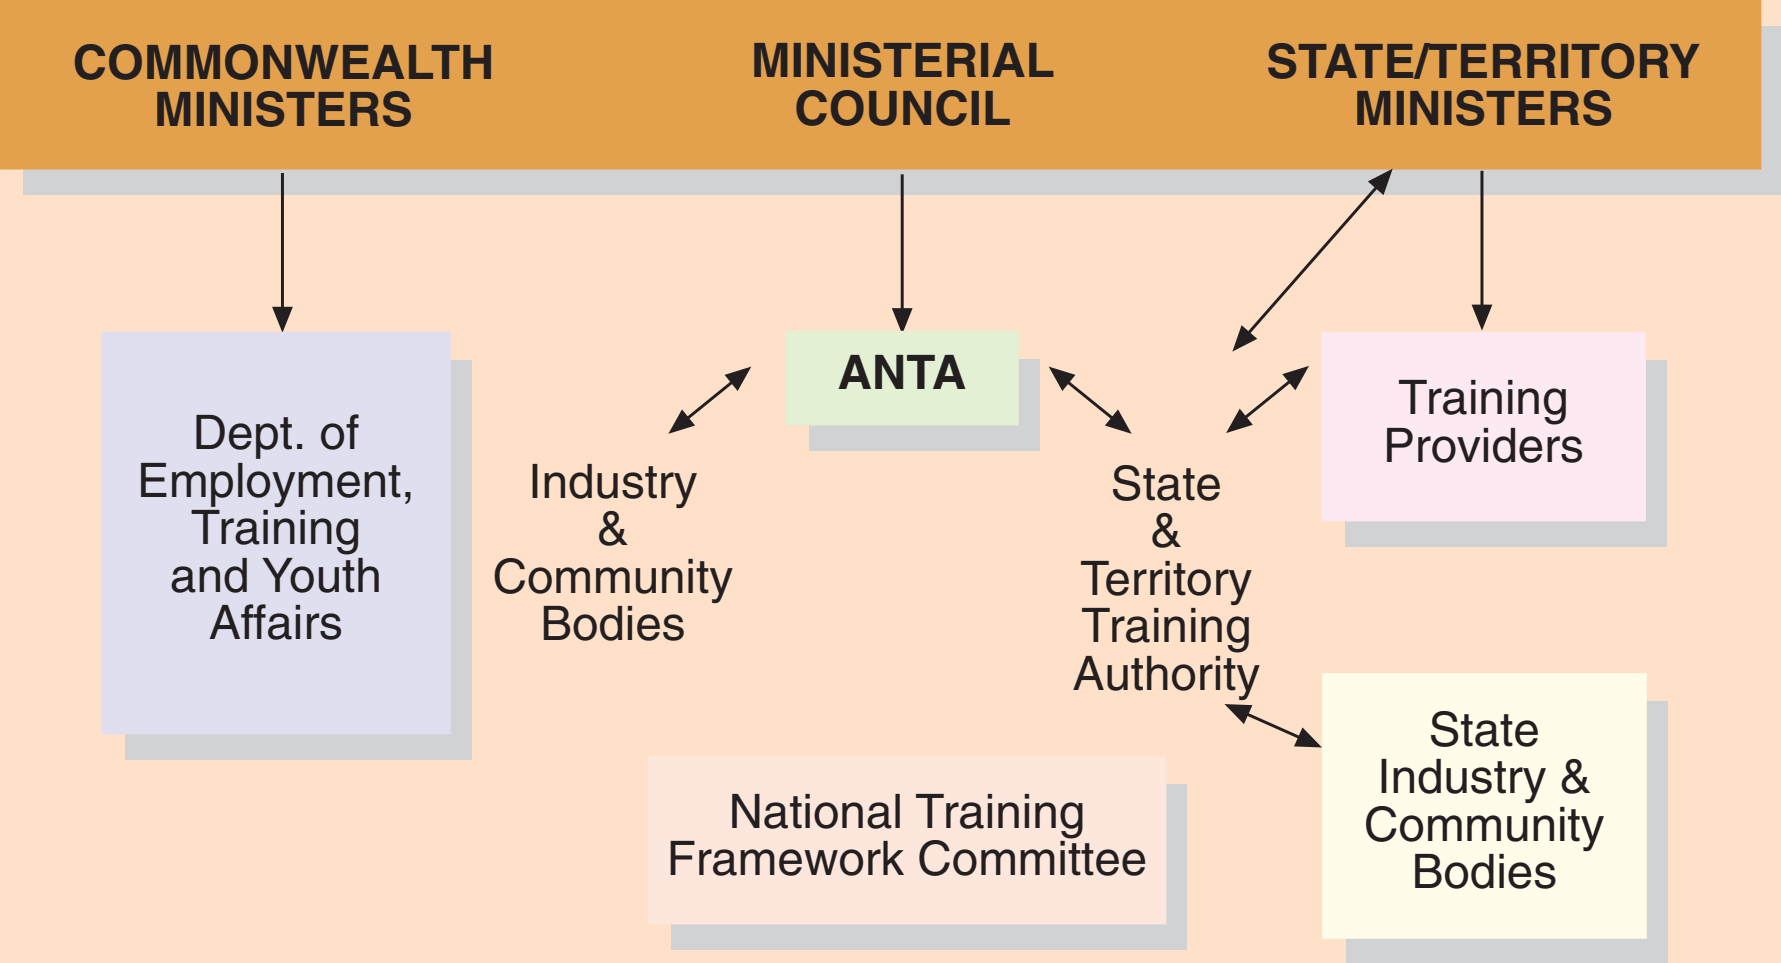 COMMONWEALTH
MINISTERS
MINISTERIAL
COUNCIL
STATE/TERRITORY
MINISTERS
Dept. of
Employment,
Training
and Youth
Affairs
Industry
&
Community
Bodies
ANTA
State
&
Territory
Training
Authority
Training
Providers
National Training
Framework Committee
State
Industry &
Community
Bodies